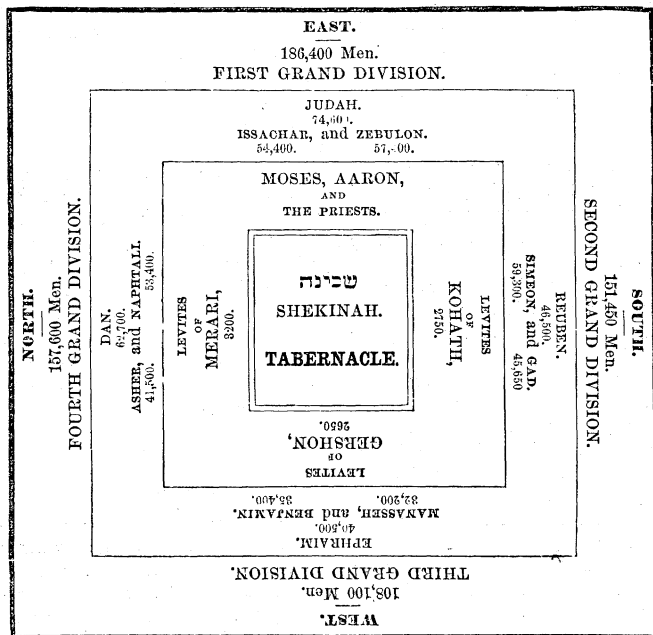 EAST.
186,400 Men.
FIRST GRAND DIVISION.
JUDAH.
ISSACHAR, and ZEBULON.
54,400.
MOSES, AARON,
AND
THE PRIESTS.
שכינה
SHEKINAH.
TABERNACLE.
LEVITES
OF
KOHATH,
2750.
REUBEN.
46,500.
SIMEON, and GAD.
59,300. 45,650
SOUTH.
151,450 Men.
SECOND GRAND DIVISION.
LEVITES
OF
GERSHON,
2650.
EPHRAIM.
40,500.
MANASSEH, and BENJAMIN.
32,200. 35,400.
WEST.
108,100 Men.
THIRD GRAND DIVISION.
LEVITES
OF
MERARI,
3200.
DAN.
62,700.
ASHER, and NAPHTALI.
41,500. 53,400.
NORTH.
157,600 Men.
FOURTH GRAND DIVISION.